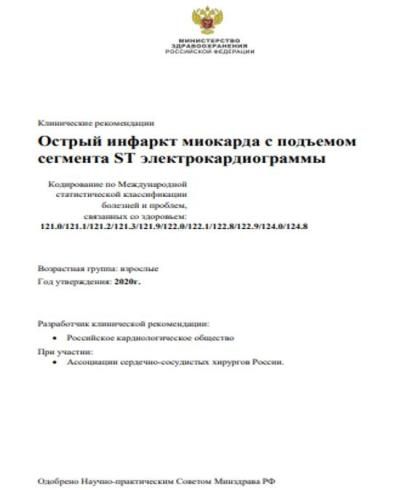 МИНИСТЕРСТВО
ЗДРАВООХРАНЕНИЯ
РОССИЙСКОЙ ФЕДЕРАЦИИ
Клинические рекомендации
Острый инфаркт миокарда с подъемом
сегмента ST электрокардиограммы
Кодирование по Международной
статистической классификации
болезней и проблем,
связанных со здоровьем:
121.0/121.1/121.2/121.3/121.9/122.0/122.1/122.8/122.9/124.0/124.8
Возрастная группа: взрослые
Год утверждения: 2020г.
Разработчик клинической рекомендации:
• Российское кардиологическое общество
При участии:
• Ассоциации сердечно-сосудистых хирургов России.
Одобрено Научно-практическим Советом Минздрава РФ